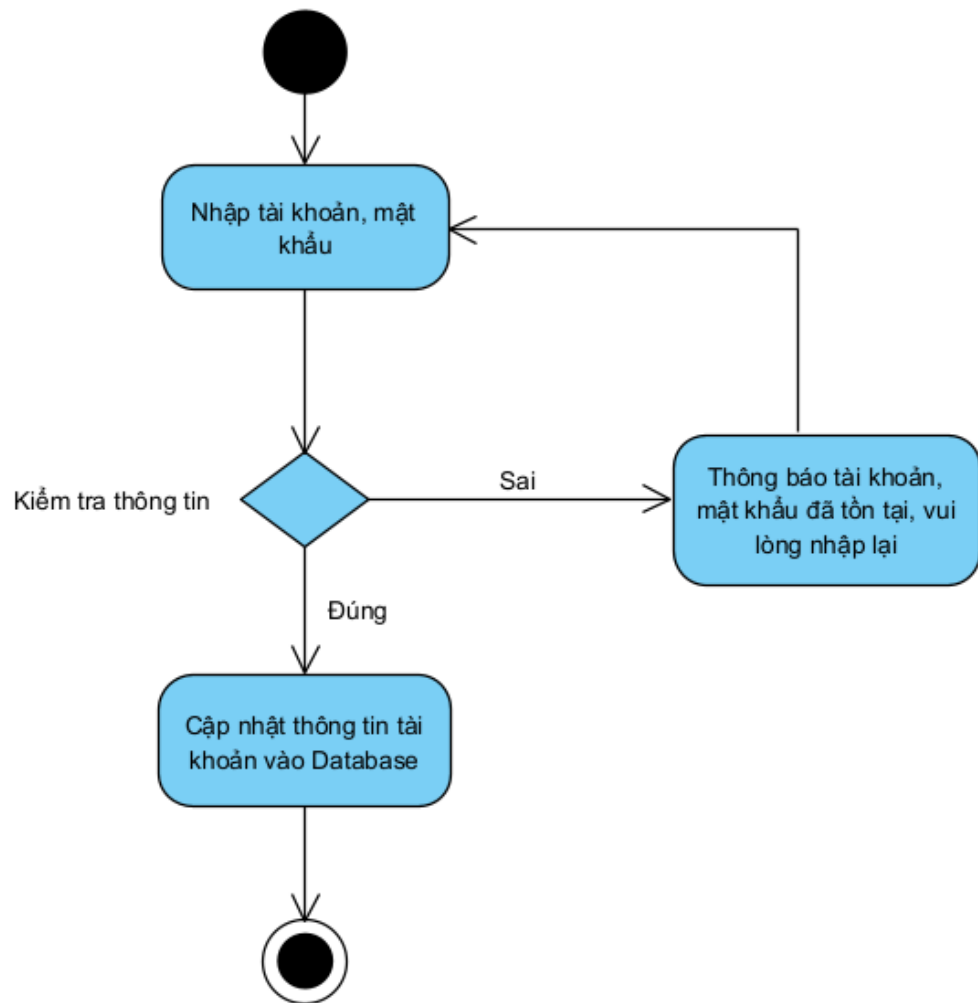 Nhập tài khoản, mật
khẩu
Kiểm tra thông tin
Sai
Thông báo tài khoản,
mật khẩu đã tồn tại, vui
lòng nhập lại
Đúng
Cập nhật thông tin tài
khoản vào Database